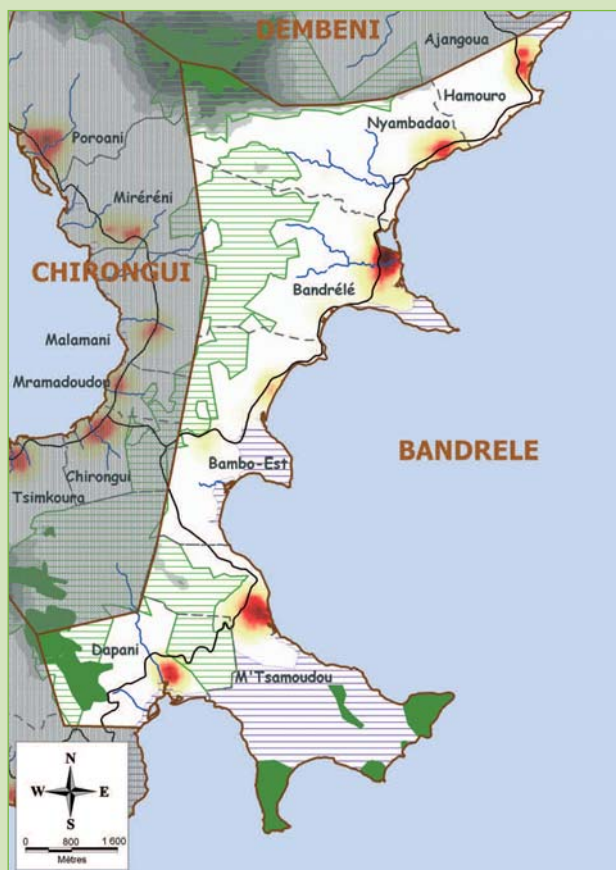 DEMBENI
Ajangoua
Hamouro
Nyambadao
Poroani
Miréréni
CHIRONGUI
Bandrélé
Malamani
Mramadoudou
BANDRELE
Bambo-Est
Chirongui
Tsimkoura
Dapani
M'Tsamoudou
N
W E
S
0 800 1 600
Mètres